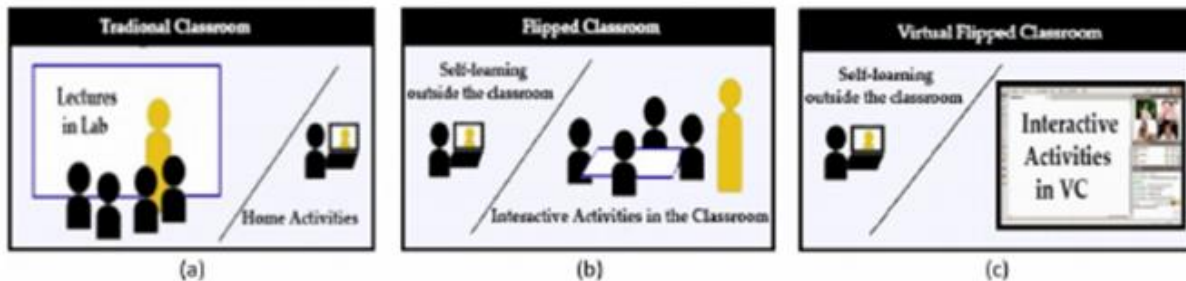 Tradional Classroom
Lectures
in Lab
Home Activities
(a)
Flipped Classroom
Self-learning
outside the classroom
Interactive Activities in the Classroom
(b)
Virtual Flipped Classroom
Self-learning
outside the classroom
Interactive
Activities
in VC
(c)